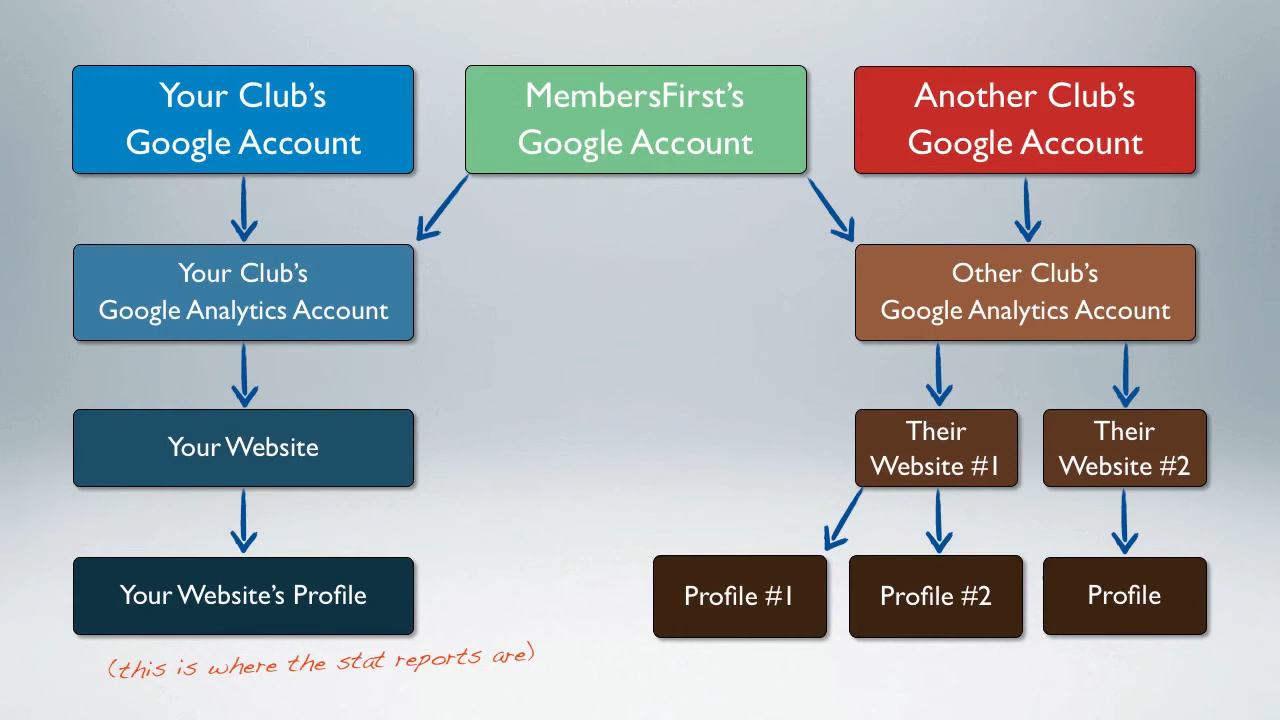 Your Club's
Google Account
MembersFirst's
Google Account
Another Club's
Google Account
Your Club's
Google Analytics Account
Other Club's
Google Analytics Account
Your Website
Their
Website #1
Their
Website #2
Your Website's Profile
Profile #1
Profile #2
Profile
(this is where the stat reports are)